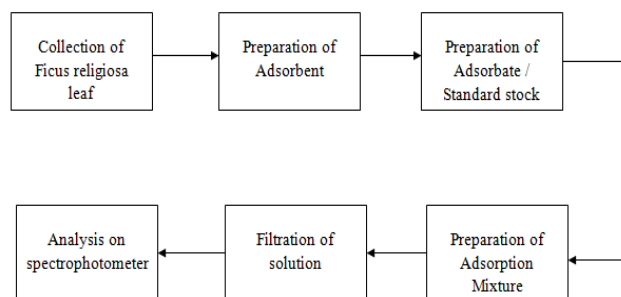 Collection of
Ficus religiosa
leaf
Preparation of
Adsorbent
Preparation of
Adsorbate /
Standard stock
Preparation of
Adsorption
Mixture
Filtration of
solution
Analysis on
spectrophotometer